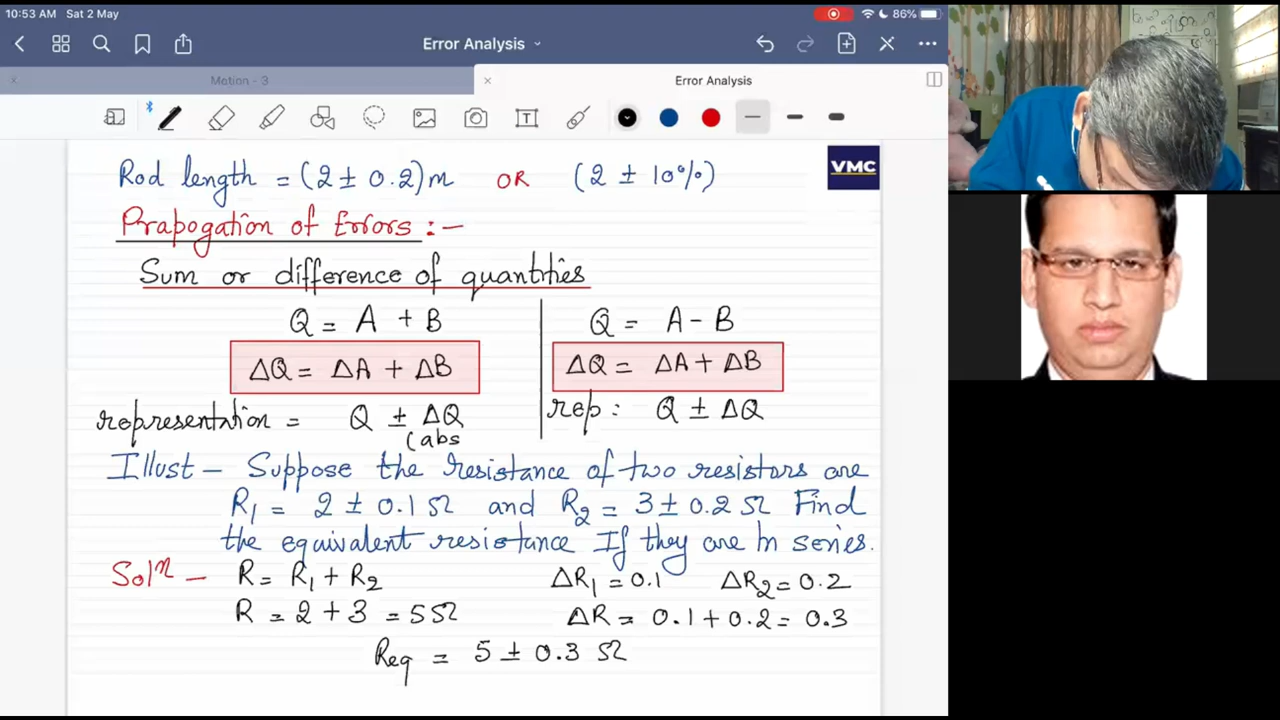 10:53 AM Sat 2 May
86%
Error Analysis
Motion - 3
Error Analysis
VMC
Rod length = (2 ± 0.2)m OR (2 ± 10%)
Prapogation of Errors :-
Sum or difference of quantities
Q = A + B
ΔQ = ΔA + ΔB
representation = Q ± ΔQ
(abs
Q = A - B
ΔQ = ΔA + ΔB
rep : Q ± ΔQ
Illust - Suppose the resistance of two resistors are
R₁ = 2 ± 0.1 Ω and R₂ = 3 ± 0.2 Ω Find
the equivalent resistance If they are In series.
Solⁿ - R = R₁ + R₂ ΔR₁ = 0.1 ΔR₂ = 0.2
R = 2 + 3 = 5 Ω ΔR = 0.1 + 0.2 = 0.3
Req = 5 ± 0.3 Ω